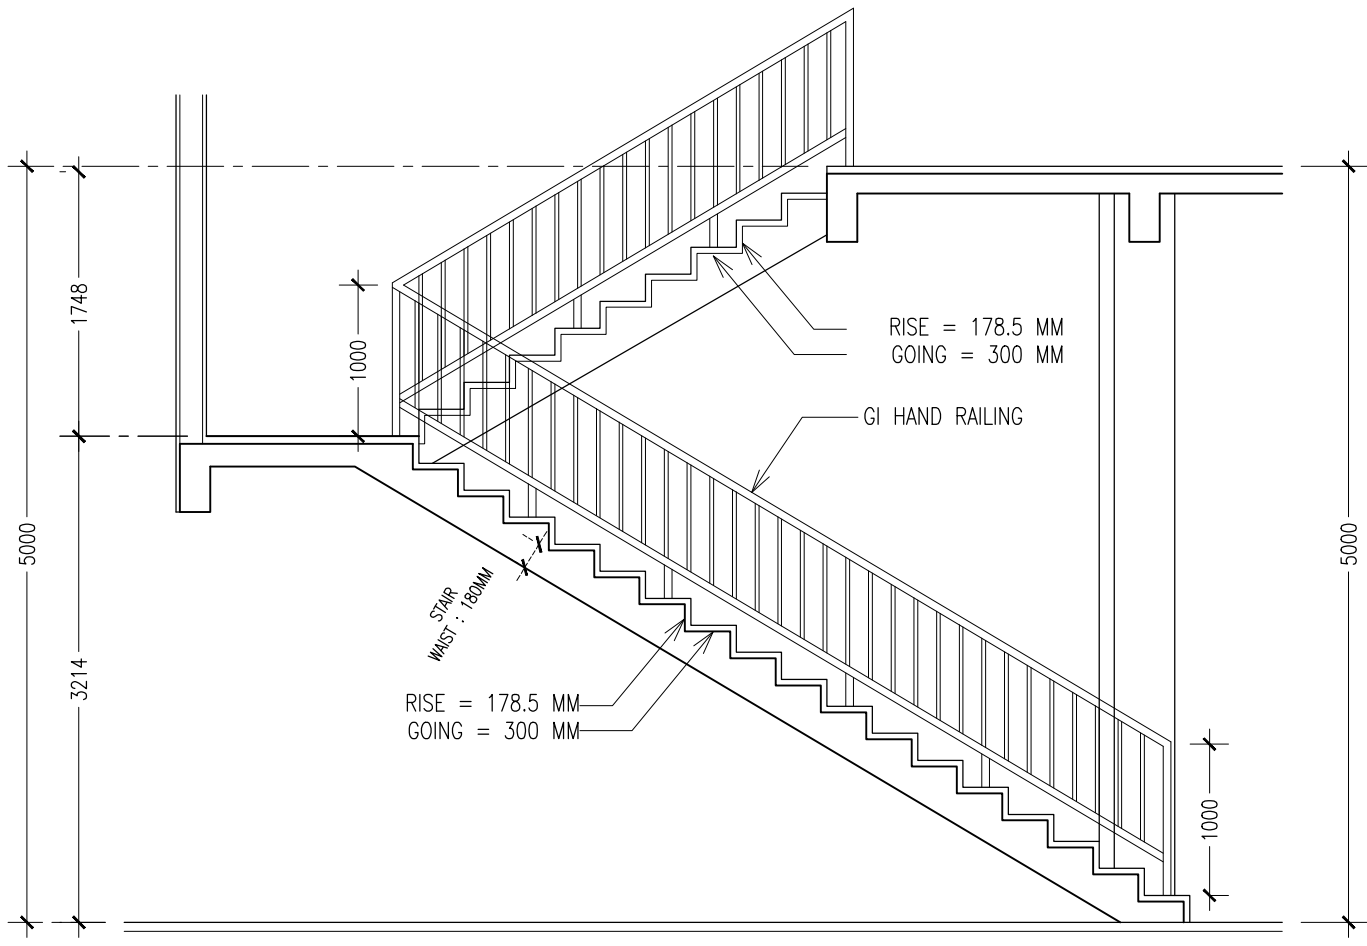 1748
1000
RISE = 178.5 MM
GOING = 300 MM
GI HAND RAILING
5000
5000
STAIR
WAIST : 180MM
3214
RISE = 178.5 MM
GOING = 300 MM
1000